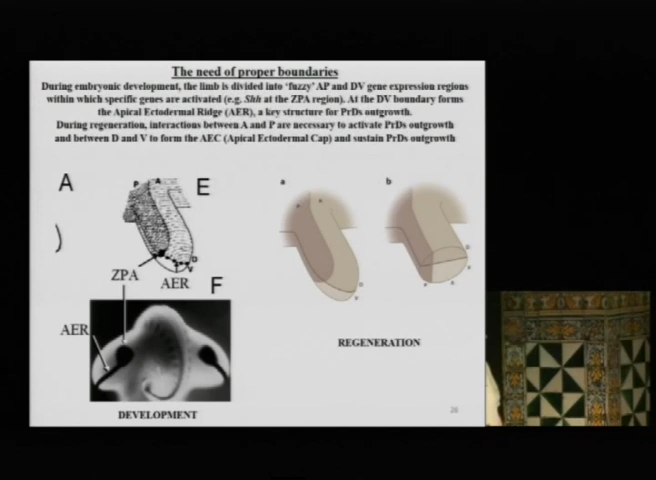 The need of proper boundaries
During embryonic development, the limb is divided into 'fuzzy' AP and DV gene expression regions
within which specific genes are activated (e.g. Shh at the ZPA region). At the DV boundary forms
the Apical Ectodermal Ridge (AER), a key structure for PrDs outgrowth.
During regeneration, interactions between A and P are necessary to activate PrDs outgrowth
and between D and V to form the AEC (Apical Ectodermal Cap) and sustain PrDs outgrowth
A
P A
E
a
b
D
V
ZPA
AER
F
AER
REGENERATION
DEVELOPMENT